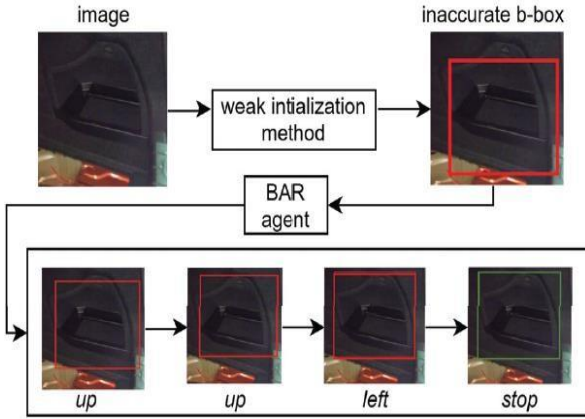 image
inaccurate b-box
weak intialization
method
BAR
agent
up
up
left
stop